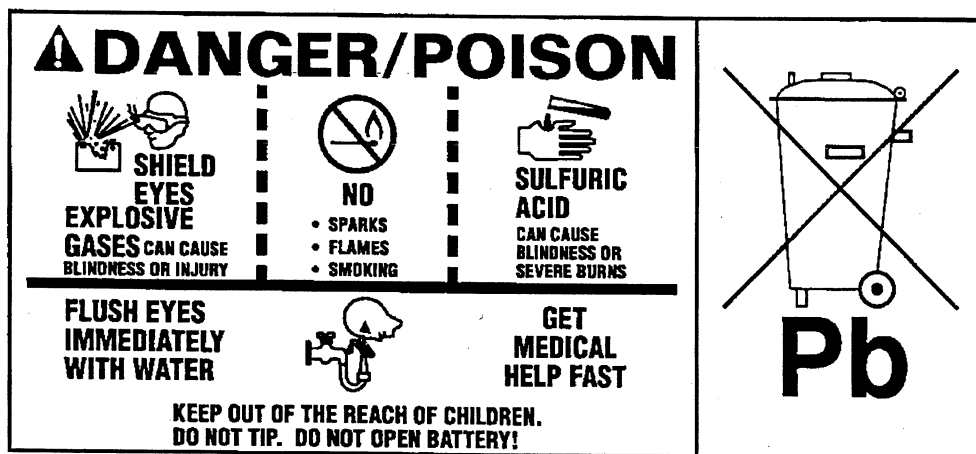 DANGER/POISON
SHIELD
EYES
EXPLOSIVE
GASES CAN CAUSE
BLINDNESS OR INJURY
NO
• SPARKS
• FLAMES
• SMOKING
SULFURIC
ACID
CAN CAUSE
BLINDNESS OR
SEVERE BURNS
FLUSH EYES
IMMEDIATELY
WITH WATER
GET
MEDICAL
HELP FAST
KEEP OUT OF THE REACH OF CHILDREN.
DO NOT TIP. DO NOT OPEN BATTERY!
Pb